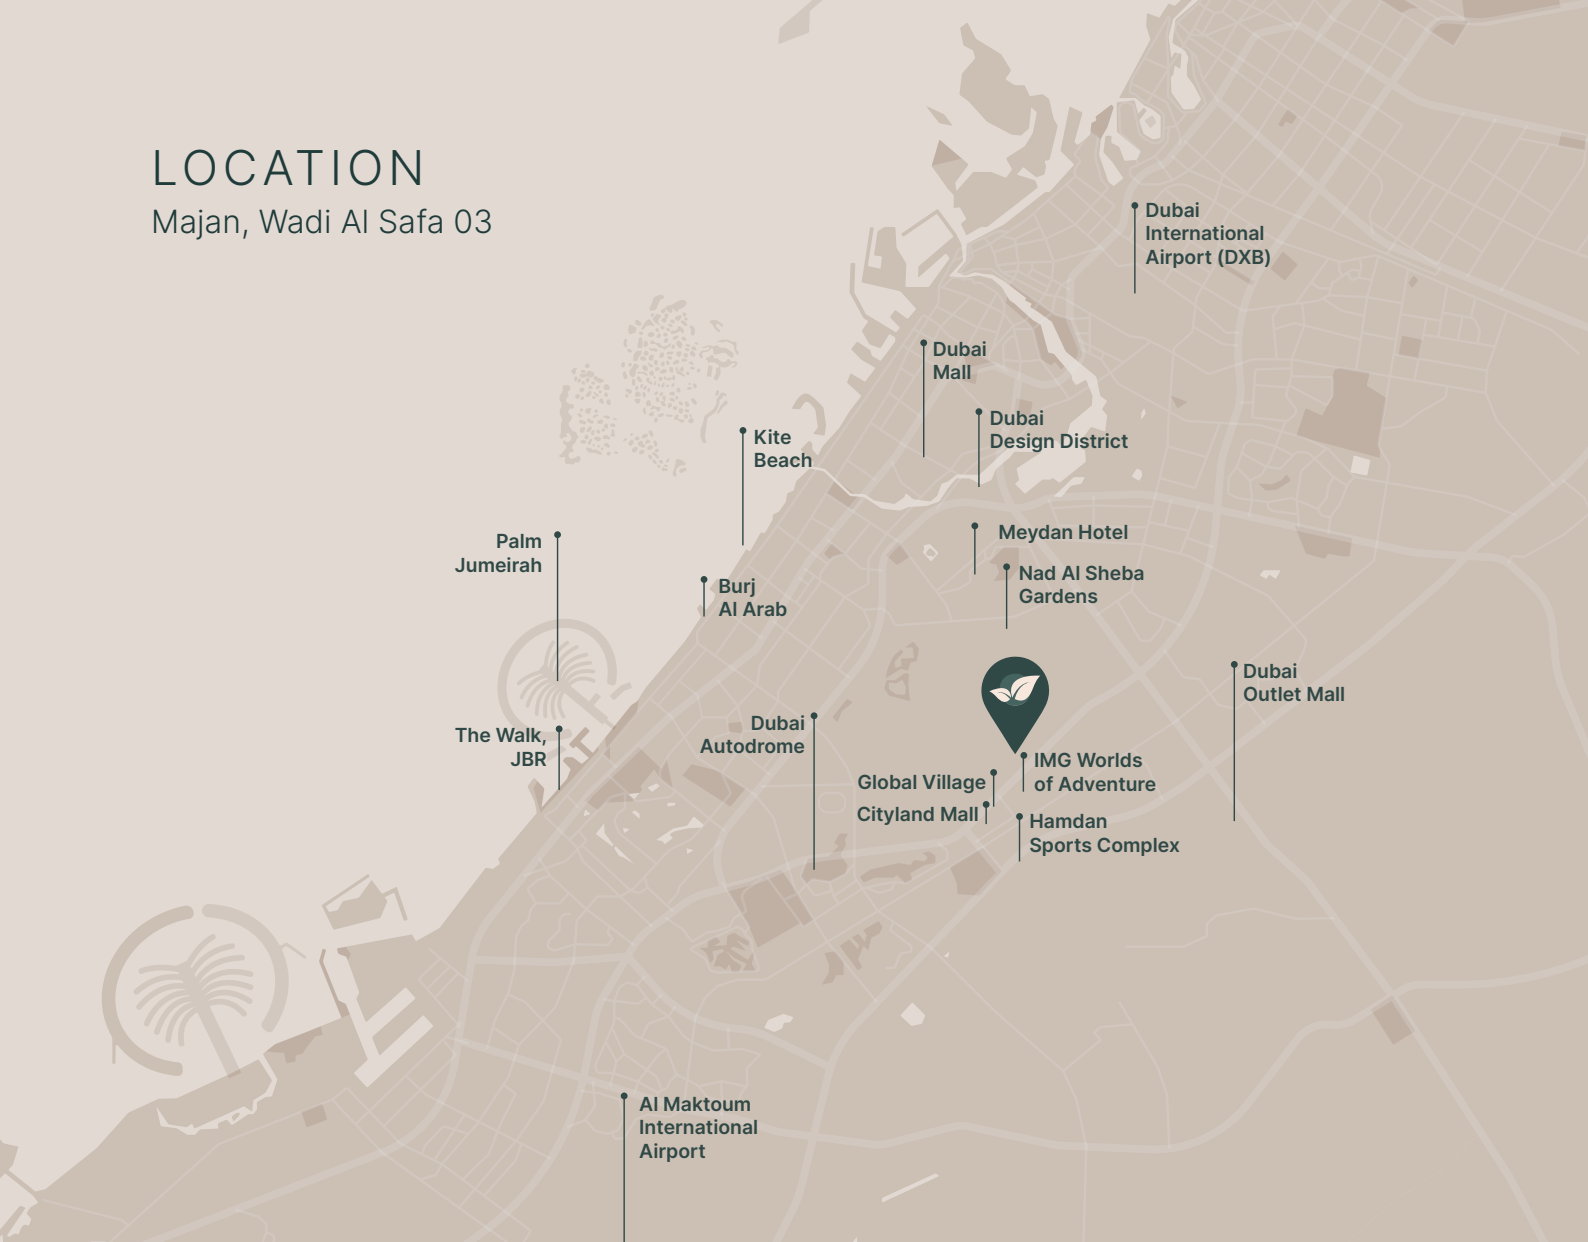 LOCATION
Majan, Wadi Al Safa 03
Dubai
International
Airport (DXB)
Dubai
Mall
Dubai
Design District
Kite
Beach
Meydan Hotel
Palm
Jumeirah
Nad Al Sheba
Gardens
Burj
Al Arab
Dubai
Outlet Mall
Dubai
Autodrome
The Walk,
JBR
IMG Worlds
of Adventure
Global Village
Cityland Mall
Hamdan
Sports Complex
Al Maktoum
International
Airport